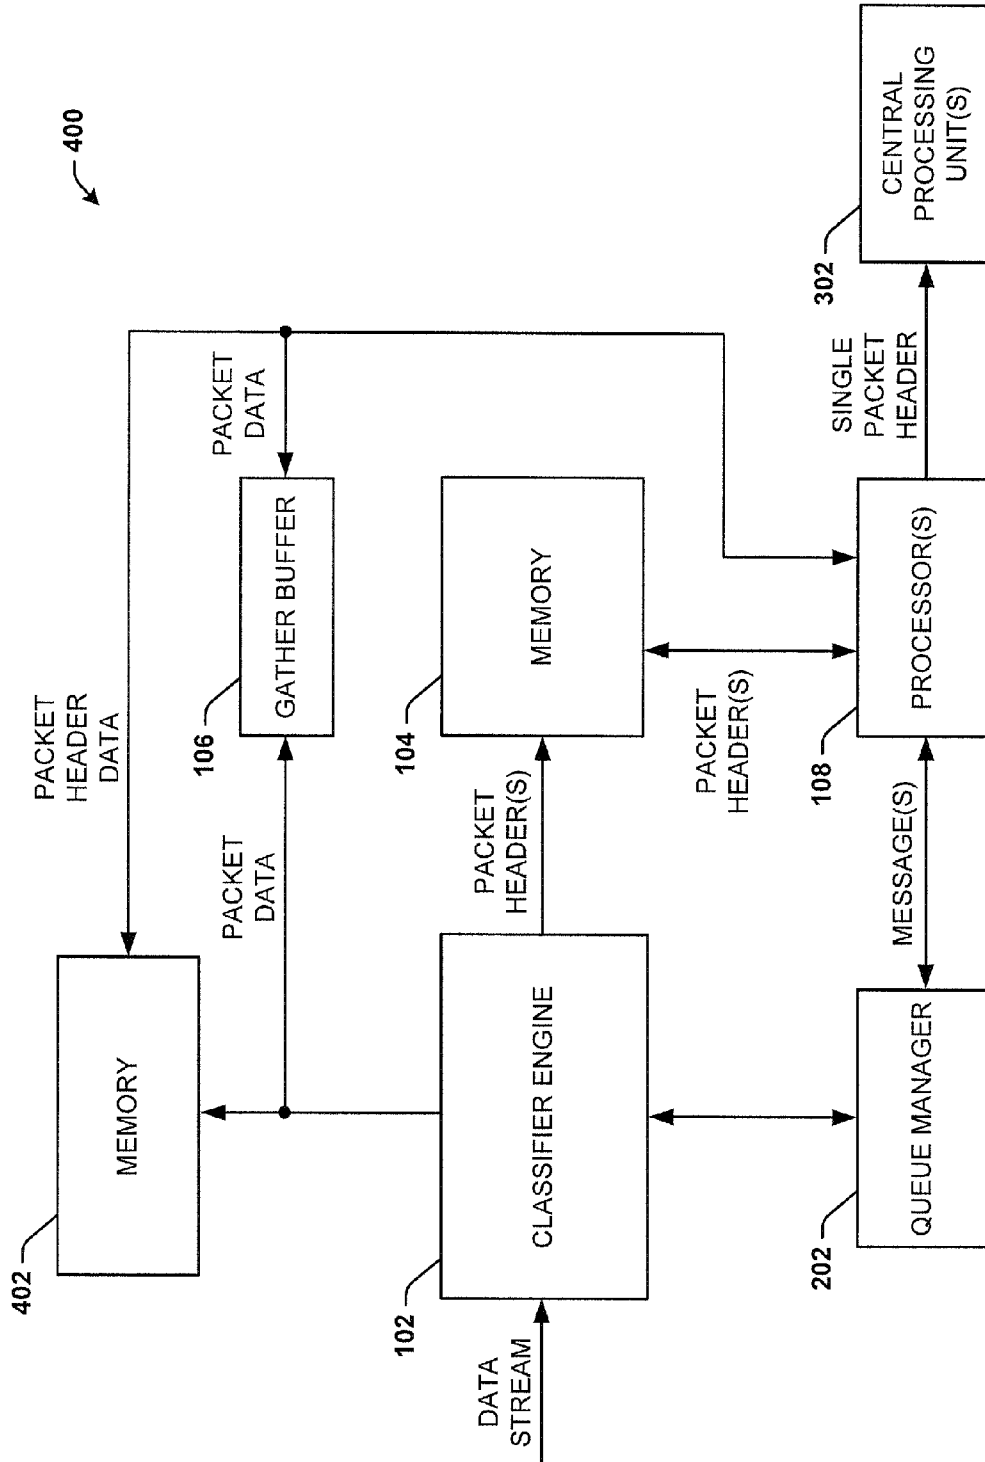 400
402
MEMORY
PACKET
HEADER
DATA
PACKET
DATA
106
GATHER BUFFER
PACKET
DATA
DATA
STREAM
102
CLASSIFIER ENGINE
PACKET
HEADER(S)
104
MEMORY
PACKET
HEADER(S)
202
QUEUE MANAGER
MESSAGE(S)
108
PROCESSOR(S)
SINGLE
PACKET
HEADER
302
CENTRAL
PROCESSING
UNIT(S)